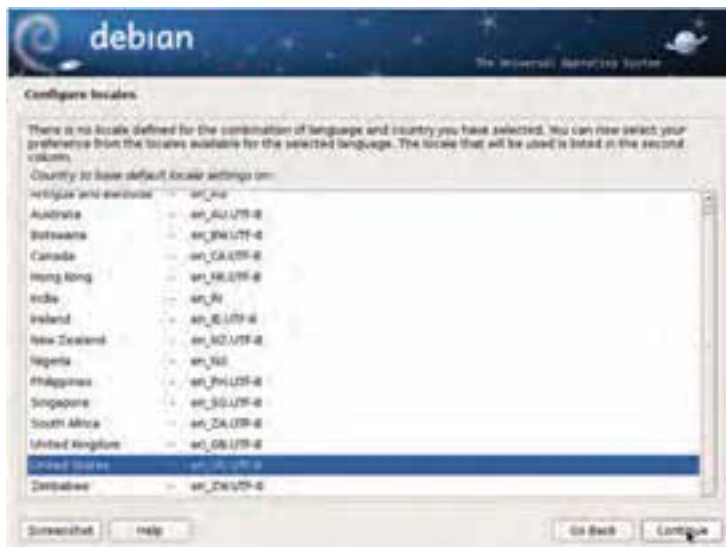 debian
The Universal Operating System
Configure locales
There is no locale defined for the combination of language and country you have selected. You can now select your
preference from the locales available for the selected language. The locale that will be used is listed in the second
column.
Country to base default locale settings on:
Antigua and Barbuda - en_AG
Australia - en_AU.UTF-8
Botswana - en_BW.UTF-8
Canada - en_CA.UTF-8
Hong Kong - en_HK.UTF-8
India - en_IN
Ireland - en_IE.UTF-8
New Zealand - en_NZ.UTF-8
Nigeria - en_NG
Philippines - en_PH.UTF-8
Singapore - en_SG.UTF-8
South Africa - en_ZA.UTF-8
United Kingdom - en_GB.UTF-8
United States - en_US.UTF-8
Zimbabwe - en_ZW.UTF-8
Screenshot Help Go Back Continue